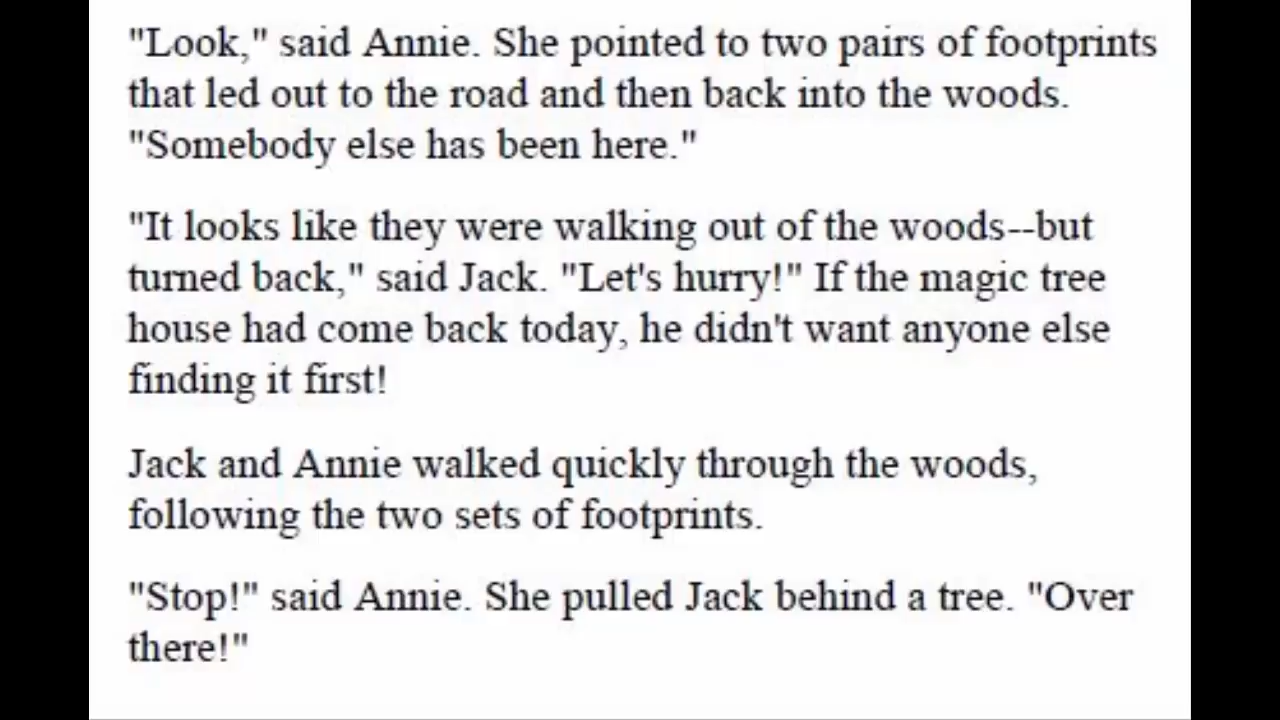 "Look," said Annie. She pointed to two pairs of footprints
that led out to the road and then back into the woods.
"Somebody else has been here."
"It looks like they were walking out of the woods--but
turned back," said Jack. "Let's hurry!" If the magic tree
house had come back today, he didn't want anyone else
finding it first!
Jack and Annie walked quickly through the woods,
following the two sets of footprints.
"Stop!" said Annie. She pulled Jack behind a tree. "Over
there!"